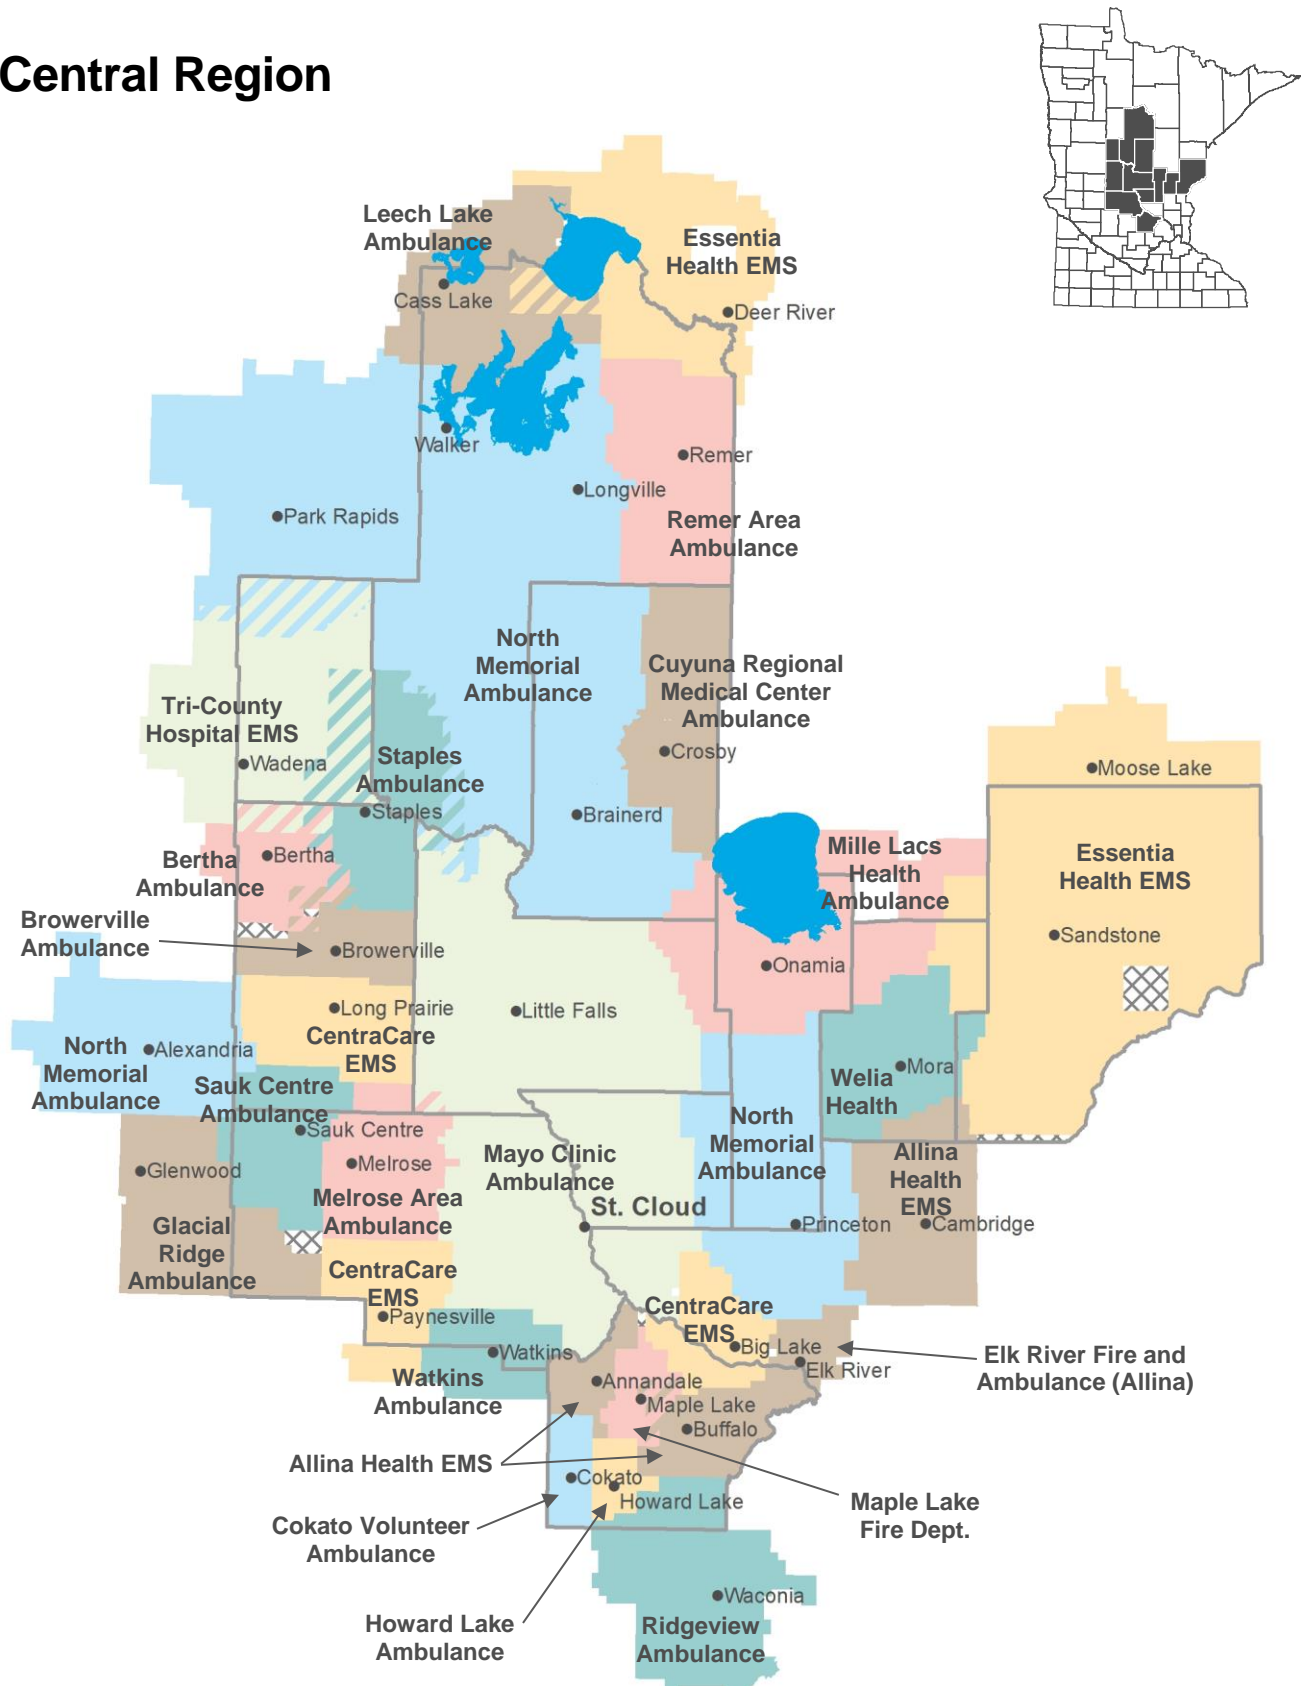 Central Region
Leech Lake
Ambulance
Essentia
Health EMS
Cass Lake
Deer River
Walker
Remer
Longville
Park Rapids
Remer Area
Ambulance
North
Memorial
Ambulance
Cuyuna Regional
Medical Center
Ambulance
Tri-County
Hospital EMS
Wadena
Staples
Ambulance
Crosby
Moose Lake
Staples
Brainerd
Bertha
Ambulance
Bertha
Mille Lacs
Health
Ambulance
Essentia
Health EMS
Browerville
Ambulance
Browerville
Sandstone
Onamia
Long Prairie
CentraCare
EMS
Little Falls
North
Memorial
Ambulance
Alexandria
Sauk Centre
Ambulance
Welia
Health
Mora
Sauk Centre
North
Memorial
Ambulance
Mayo Clinic
Ambulance
Allina
Health
EMS
Glenwood
Melrose
Melrose Area
Ambulance
St. Cloud
Princeton
Cambridge
Glacial
Ridge
Ambulance
CentraCare
EMS
Paynesville
CentraCare
EMS
Big Lake
Elk River
Elk River Fire and
Ambulance (Allina)
Watkins
Watkins
Ambulance
Annandale
Maple Lake
Buffalo
Allina Health EMS
Cokato
Howard Lake
Maple Lake
Fire Dept.
Cokato Volunteer
Ambulance
Waconia
Howard Lake
Ambulance
Ridgeview
Ambulance